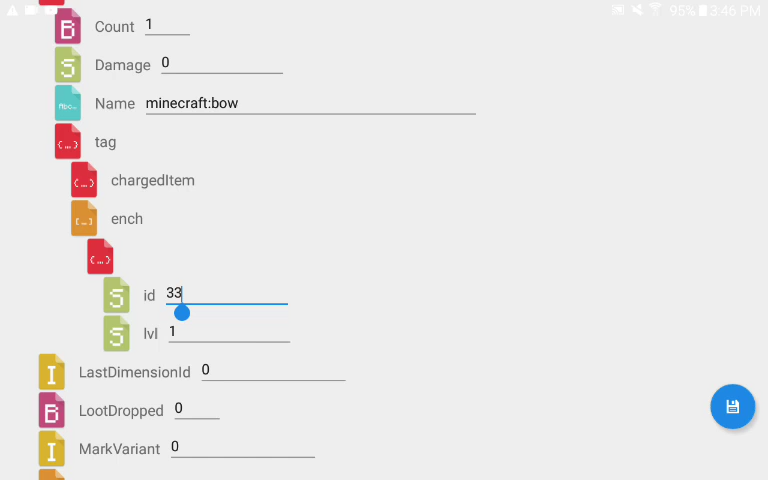 95% 3:46 PM
B Count 1
S Damage 0
Abc… Name minecraft:bow
{…} tag
{…} chargedItem
[…] ench
{…}
S id 33
S lvl 1
I LastDimensionId 0
B LootDropped 0
I MarkVariant 0